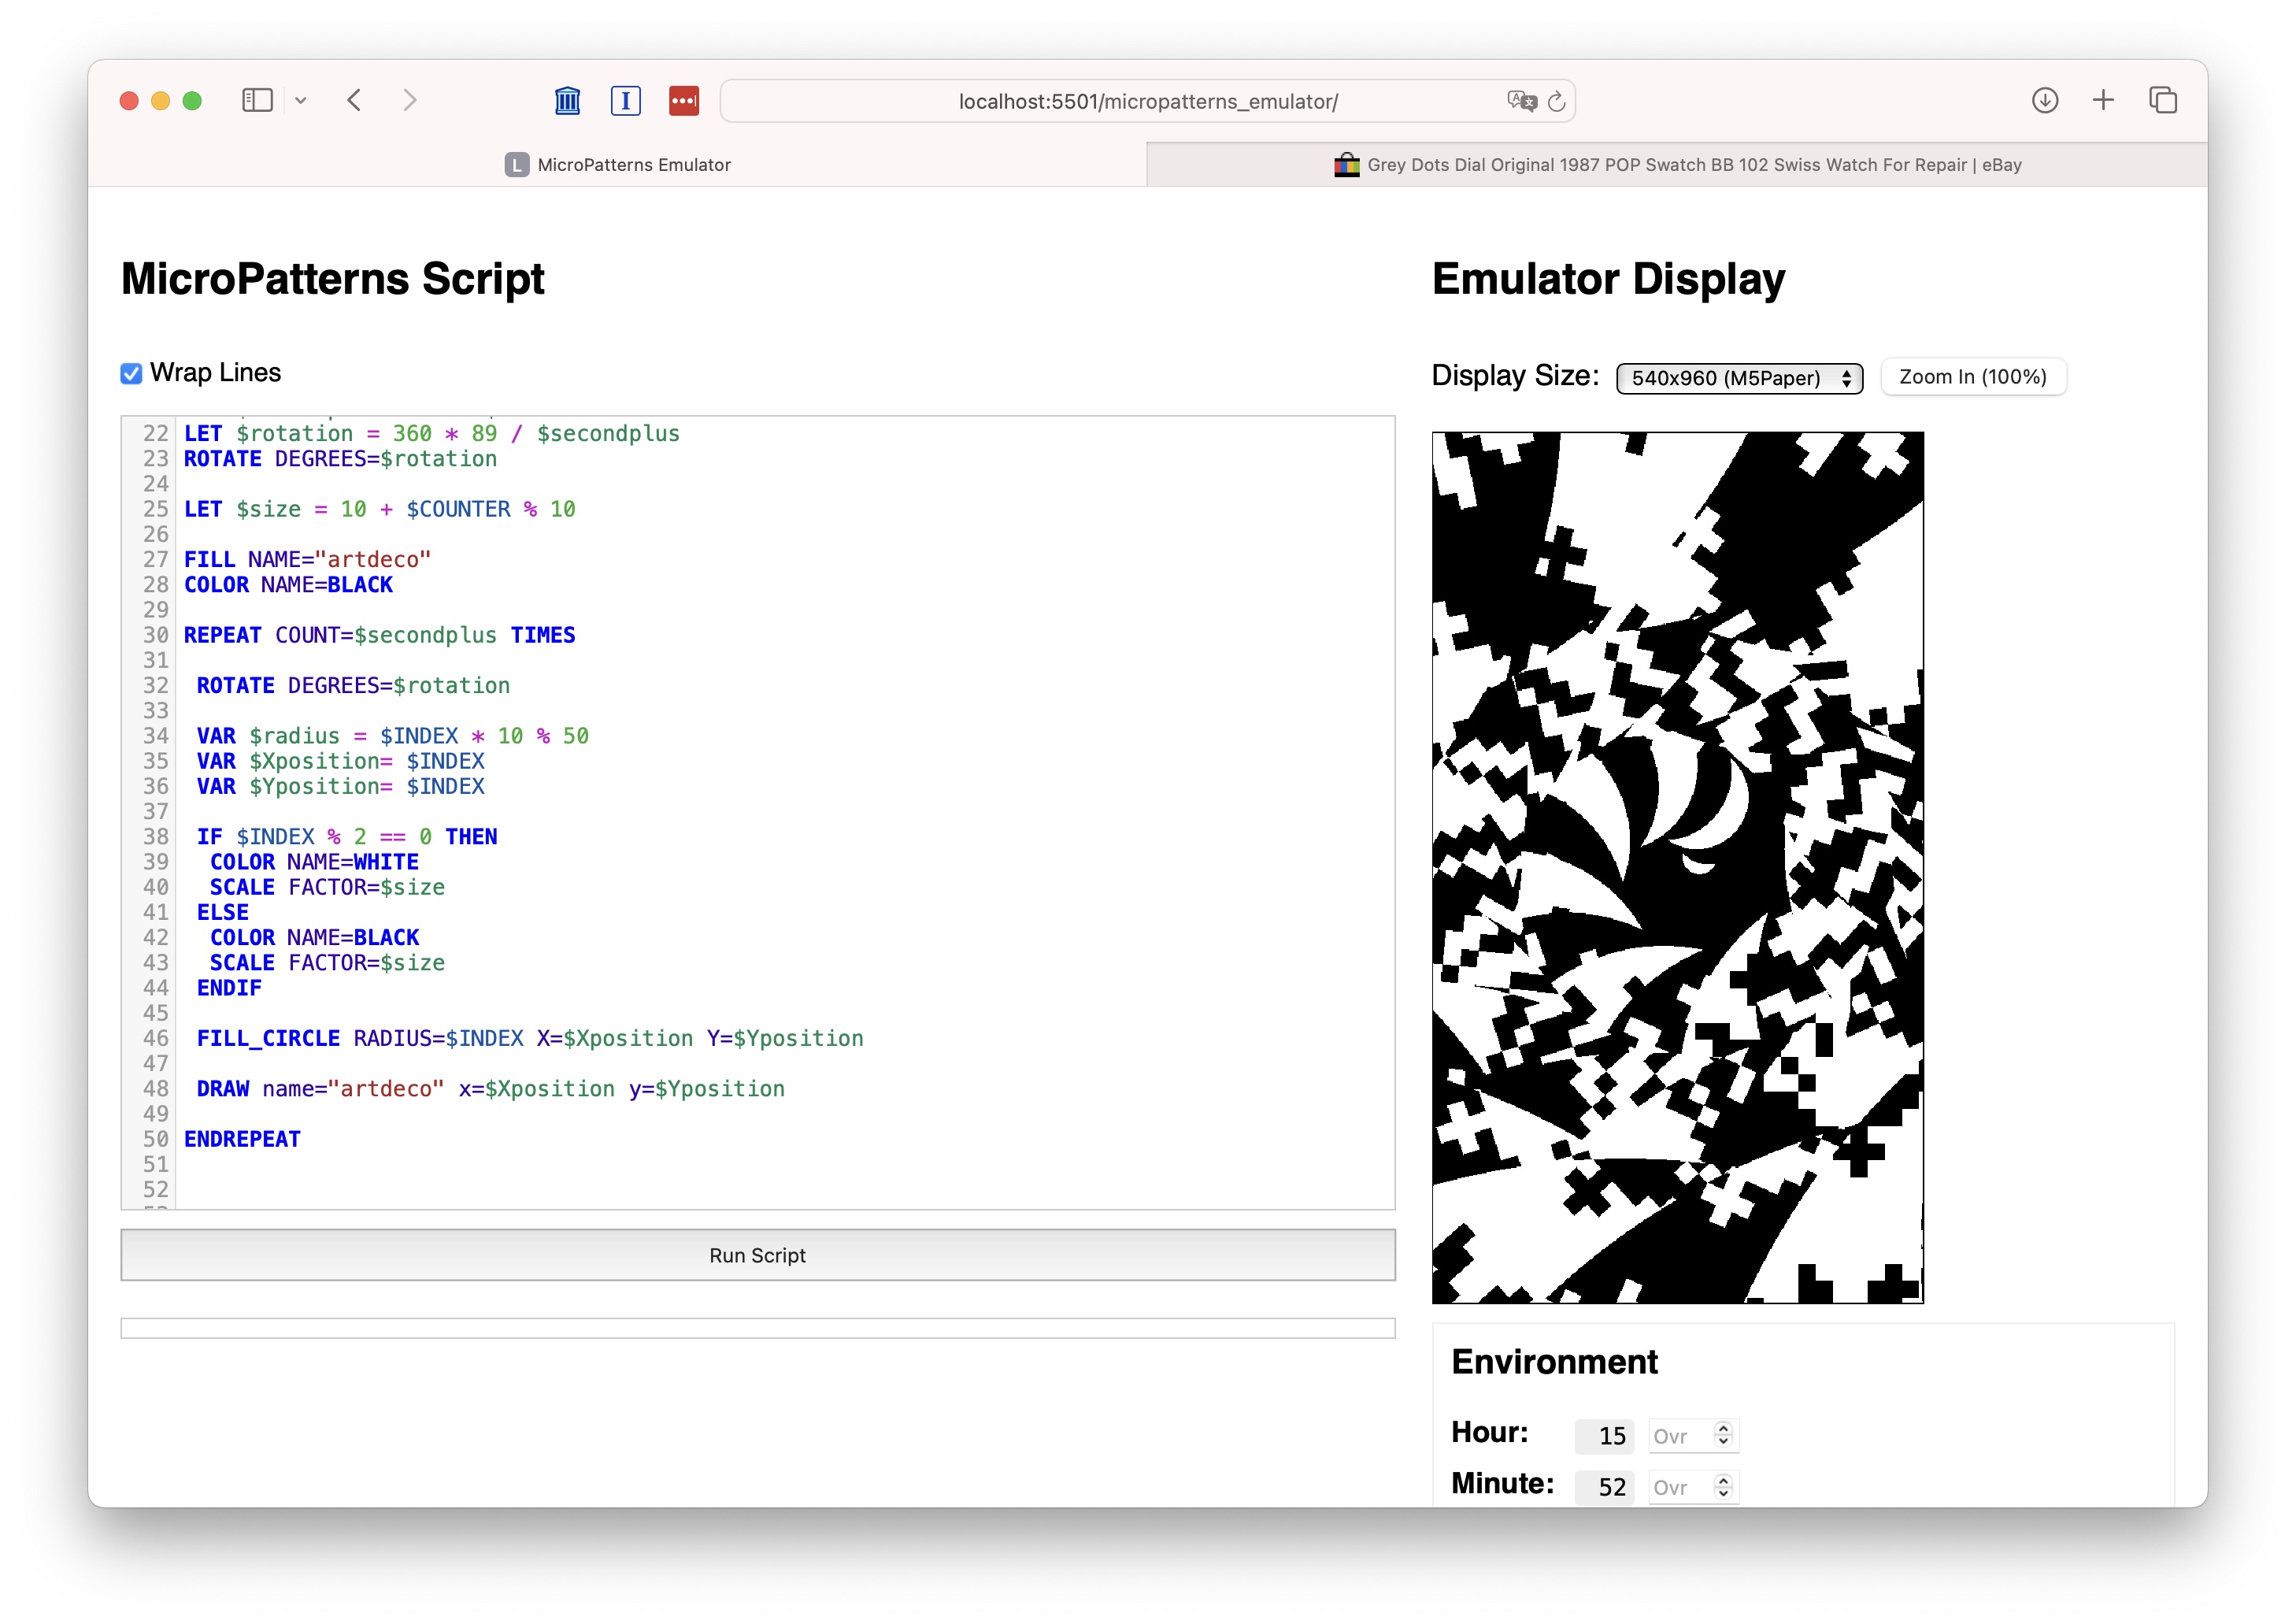 localhost:5501/micropatterns_emulator/
L MicroPatterns Emulator
Grey Dots Dial Original 1987 POP Swatch BB 102 Swiss Watch For Repair | eBay
MicroPatterns Script
Wrap Lines
22 LET $rotation = 360 * 89 / $secondplus
23 ROTATE DEGREES=$rotation
24
25 LET $size = 10 + $COUNTER % 10
26
27 FILL NAME="artdeco"
28 COLOR NAME=BLACK
29
30 REPEAT COUNT=$secondplus TIMES
31
32 ROTATE DEGREES=$rotation
33
34 VAR $radius = $INDEX * 10 % 50
35 VAR $Xposition= $INDEX
36 VAR $Yposition= $INDEX
37
38 IF $INDEX % 2 == 0 THEN
39 COLOR NAME=WHITE
40 SCALE FACTOR=$size
41 ELSE
42 COLOR NAME=BLACK
43 SCALE FACTOR=$size
44 ENDIF
45
46 FILL_CIRCLE RADIUS=$INDEX X=$Xposition Y=$Yposition
47
48 DRAW name="artdeco" x=$Xposition y=$Yposition
49
50 ENDREPEAT
51
52
Run Script
Emulator Display
Display Size: 540x960 (M5Paper) Zoom In (100%)
Environment
Hour: 15 Ovr
Minute: 52 Ovr